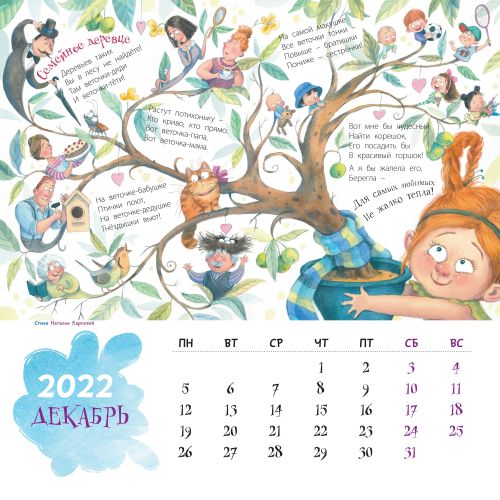 Семейное деревце
Деревьев таких
Вы в лесу не найдёте!
Там веточки-дяди
И веточки-тёти!
На самой макушке
Все веточки тонки –
Повыше – братишки
Пониже – сестрёнки!
Растут потихоньку –
Кто криво, кто прямо,
Вот веточка-папа,
Вот веточка-мама.
На веточке-бабушке
Птички поют,
На веточке-дедушке
Гнёздышки вьют!
Вот мне бы чудесный
Найти корешок,
Его посадить бы
В красивый горшок!
А я бы жалела его,
Берегла –
Для самых любимых
Не жалко тепла!
Стихи Наталии Карповой
2022
ДЕКАБРЬ
ПН ВТ СР ЧТ ПТ СБ ВС
1 2 3 4
5 6 7 8 9 10 11
12 13 14 15 16 17 18
19 20 21 22 23 24 25
26 27 28 29 30 31